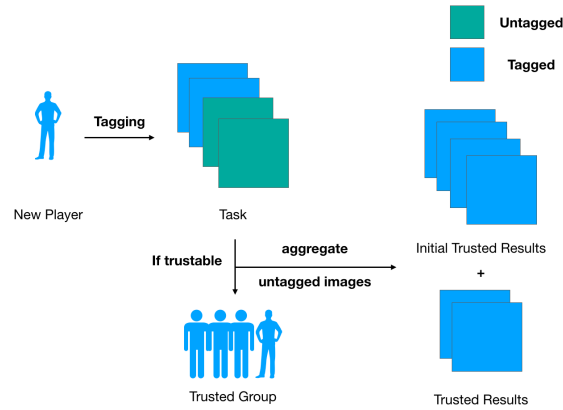 Untagged
Tagged
Tagging
New Player
Task
If trustable
aggregate
untagged images
Initial Trusted Results
+
Trusted Group
Trusted Results